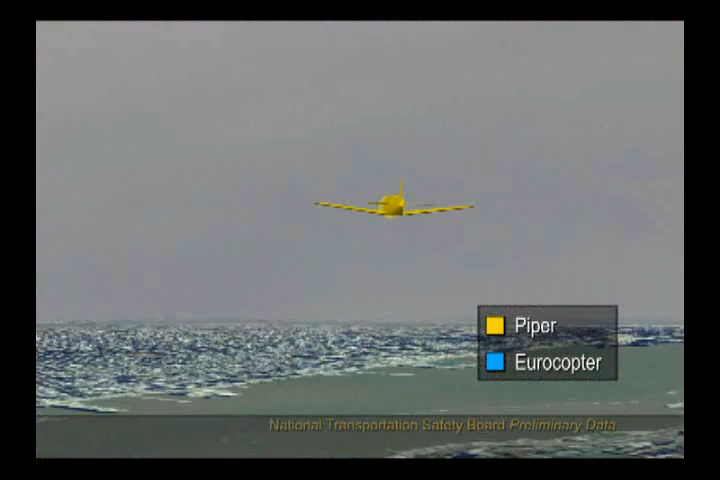 Piper
Eurocopter
National Transportation Safety Board Preliminary Data